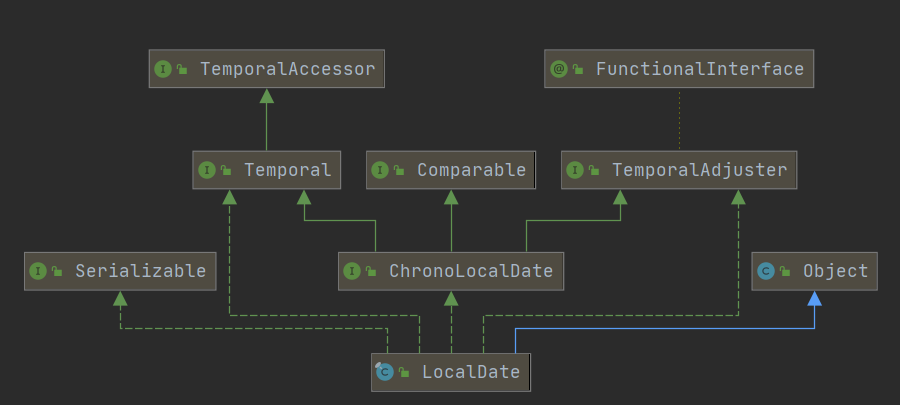 I TemporalAccessor
@ FunctionalInterface
I Temporal
I Comparable
I TemporalAdjuster
I Serializable
I ChronoLocalDate
C Object
C LocalDate